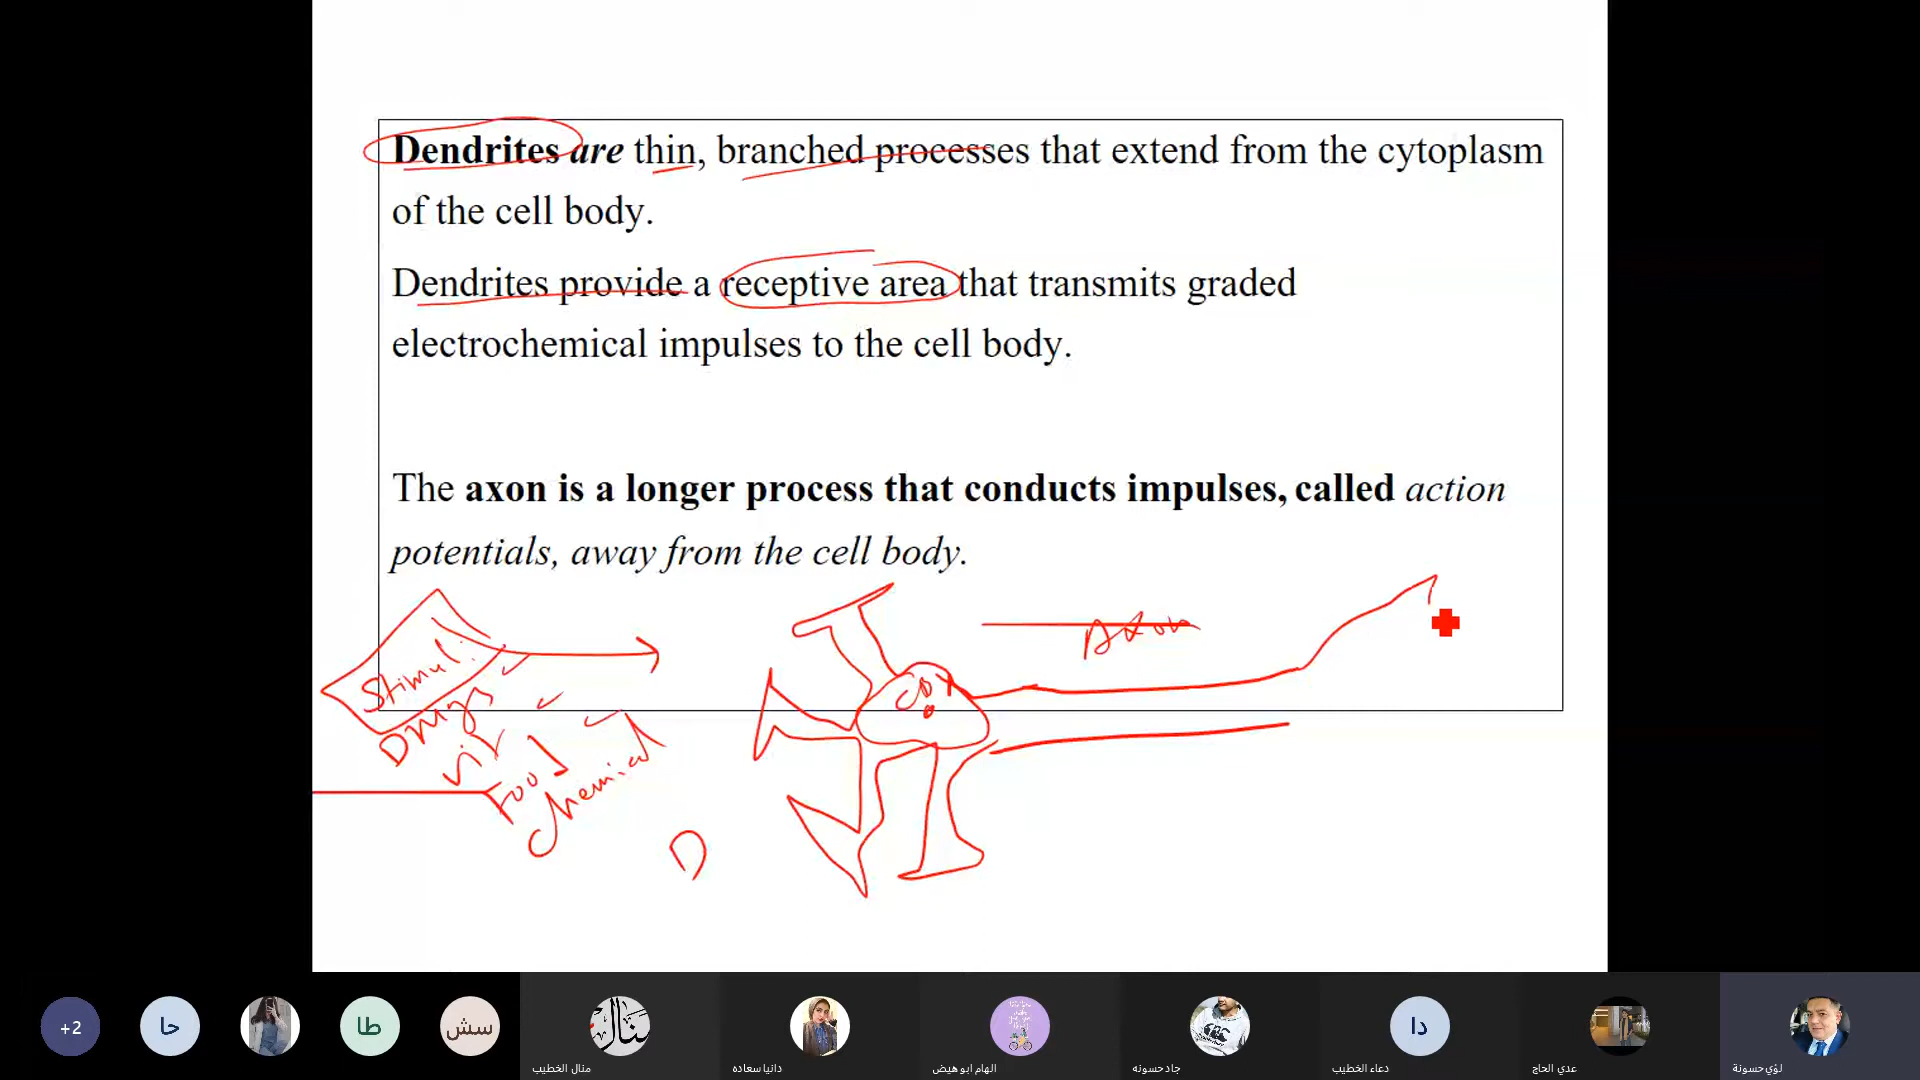 Dendrites are thin, branched processes that extend from the cytoplasm
of the cell body.
Dendrites provide a receptive area that transmits graded
electrochemical impulses to the cell body.
The axon is a longer process that conducts impulses, called action
potentials, away from the cell body.
Axon
Stimul.
Drugs
Vir
Food
chemical
D
+2
حا
طا
سش
منال
دا
منال الخطيب
دانيا سعاده
الهام ابو هيض
جاد حسونه
دعاء الخطيب
عدي الحاج
لؤي حسونة